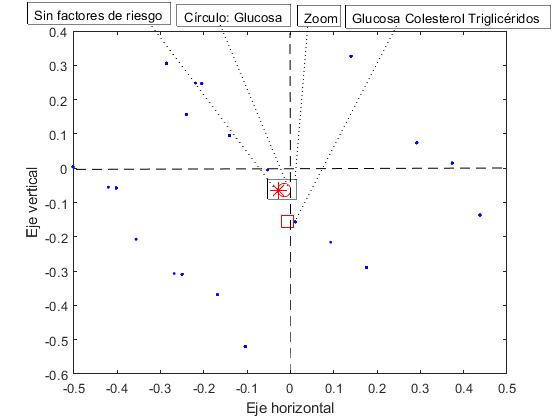 Sin factores de riesgo
Círculo: Glucosa
Zoom
Glucosa Colesterol Triglicéridos
0.4
0.3
0.2
0.1
0
-0.1
-0.2
-0.3
-0.4
-0.5
-0.6
Eje vertical
-0.5 -0.4 -0.3 -0.2 -0.1 0 0.1 0.2 0.3 0.4 0.5
Eje horizontal